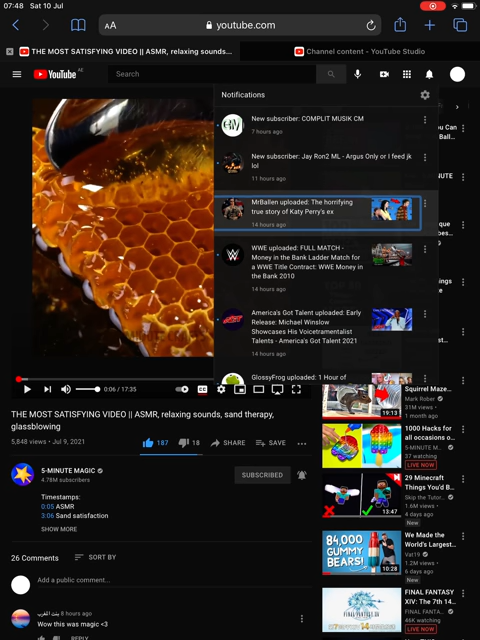 07:48 Sat 10 Jul
AA
youtube.com
THE MOST SATISFYING VIDEO || ASMR, relaxing sounds...
Channel content - YouTube Studio
YouTube AE
Search
Notifications
New subscriber: COMPLIT MUSIK CM
7 hours ago
New subscriber: Jay Ron2 ML - Argus Only or I feed jk
lol
11 hours ago
MrBallen uploaded: The horrifying
true story of Katy Perry's ex
14 hours ago
WWE uploaded: FULL MATCH -
Money in the Bank Ladder Match for
a WWE Title Contract: WWE Money in
the Bank 2010
14 hours ago
America's Got Talent uploaded: Early
Release: Michael Winslow
Showcases His Voicetramentalist
Talents - America's Got Talent 2021
14 hours ago
GlossyFrog uploaded: 1 Hour of
0:06 / 17:35
THE MOST SATISFYING VIDEO || ASMR, relaxing sounds, sand therapy,
glassblowing
5,848 views • Jul 9, 2021
187
18
SHARE
SAVE
5-MINUTE MAGIC
4.78M subscribers
SUBSCRIBED
Timestamps:
0:05 ASMR
3:06 Sand satisfaction
SHOW MORE
26 Comments
SORT BY
Add a public comment...
بنت المغرب 8 hours ago
Wow this was magic <3
REPLY
Squirrel Maze...
Mark Rober
31M views •
1 month ago
19:13
1000 Hacks for
all occasions o...
5-MINUTE M...
37 watching
LIVE NOW
29 Minecraft
Things You'd B...
Skip the Tutor...
1.6M views •
4 days ago
New
13:47
We Made the
World's Largest...
Vat19
1.2M views •
6 days ago
New
84,000
GUMMY
BEARS!
10:28
FINAL FANTASY
XIV: The 7th 14...
FINAL FANTA...
46K watching
LIVE NOW